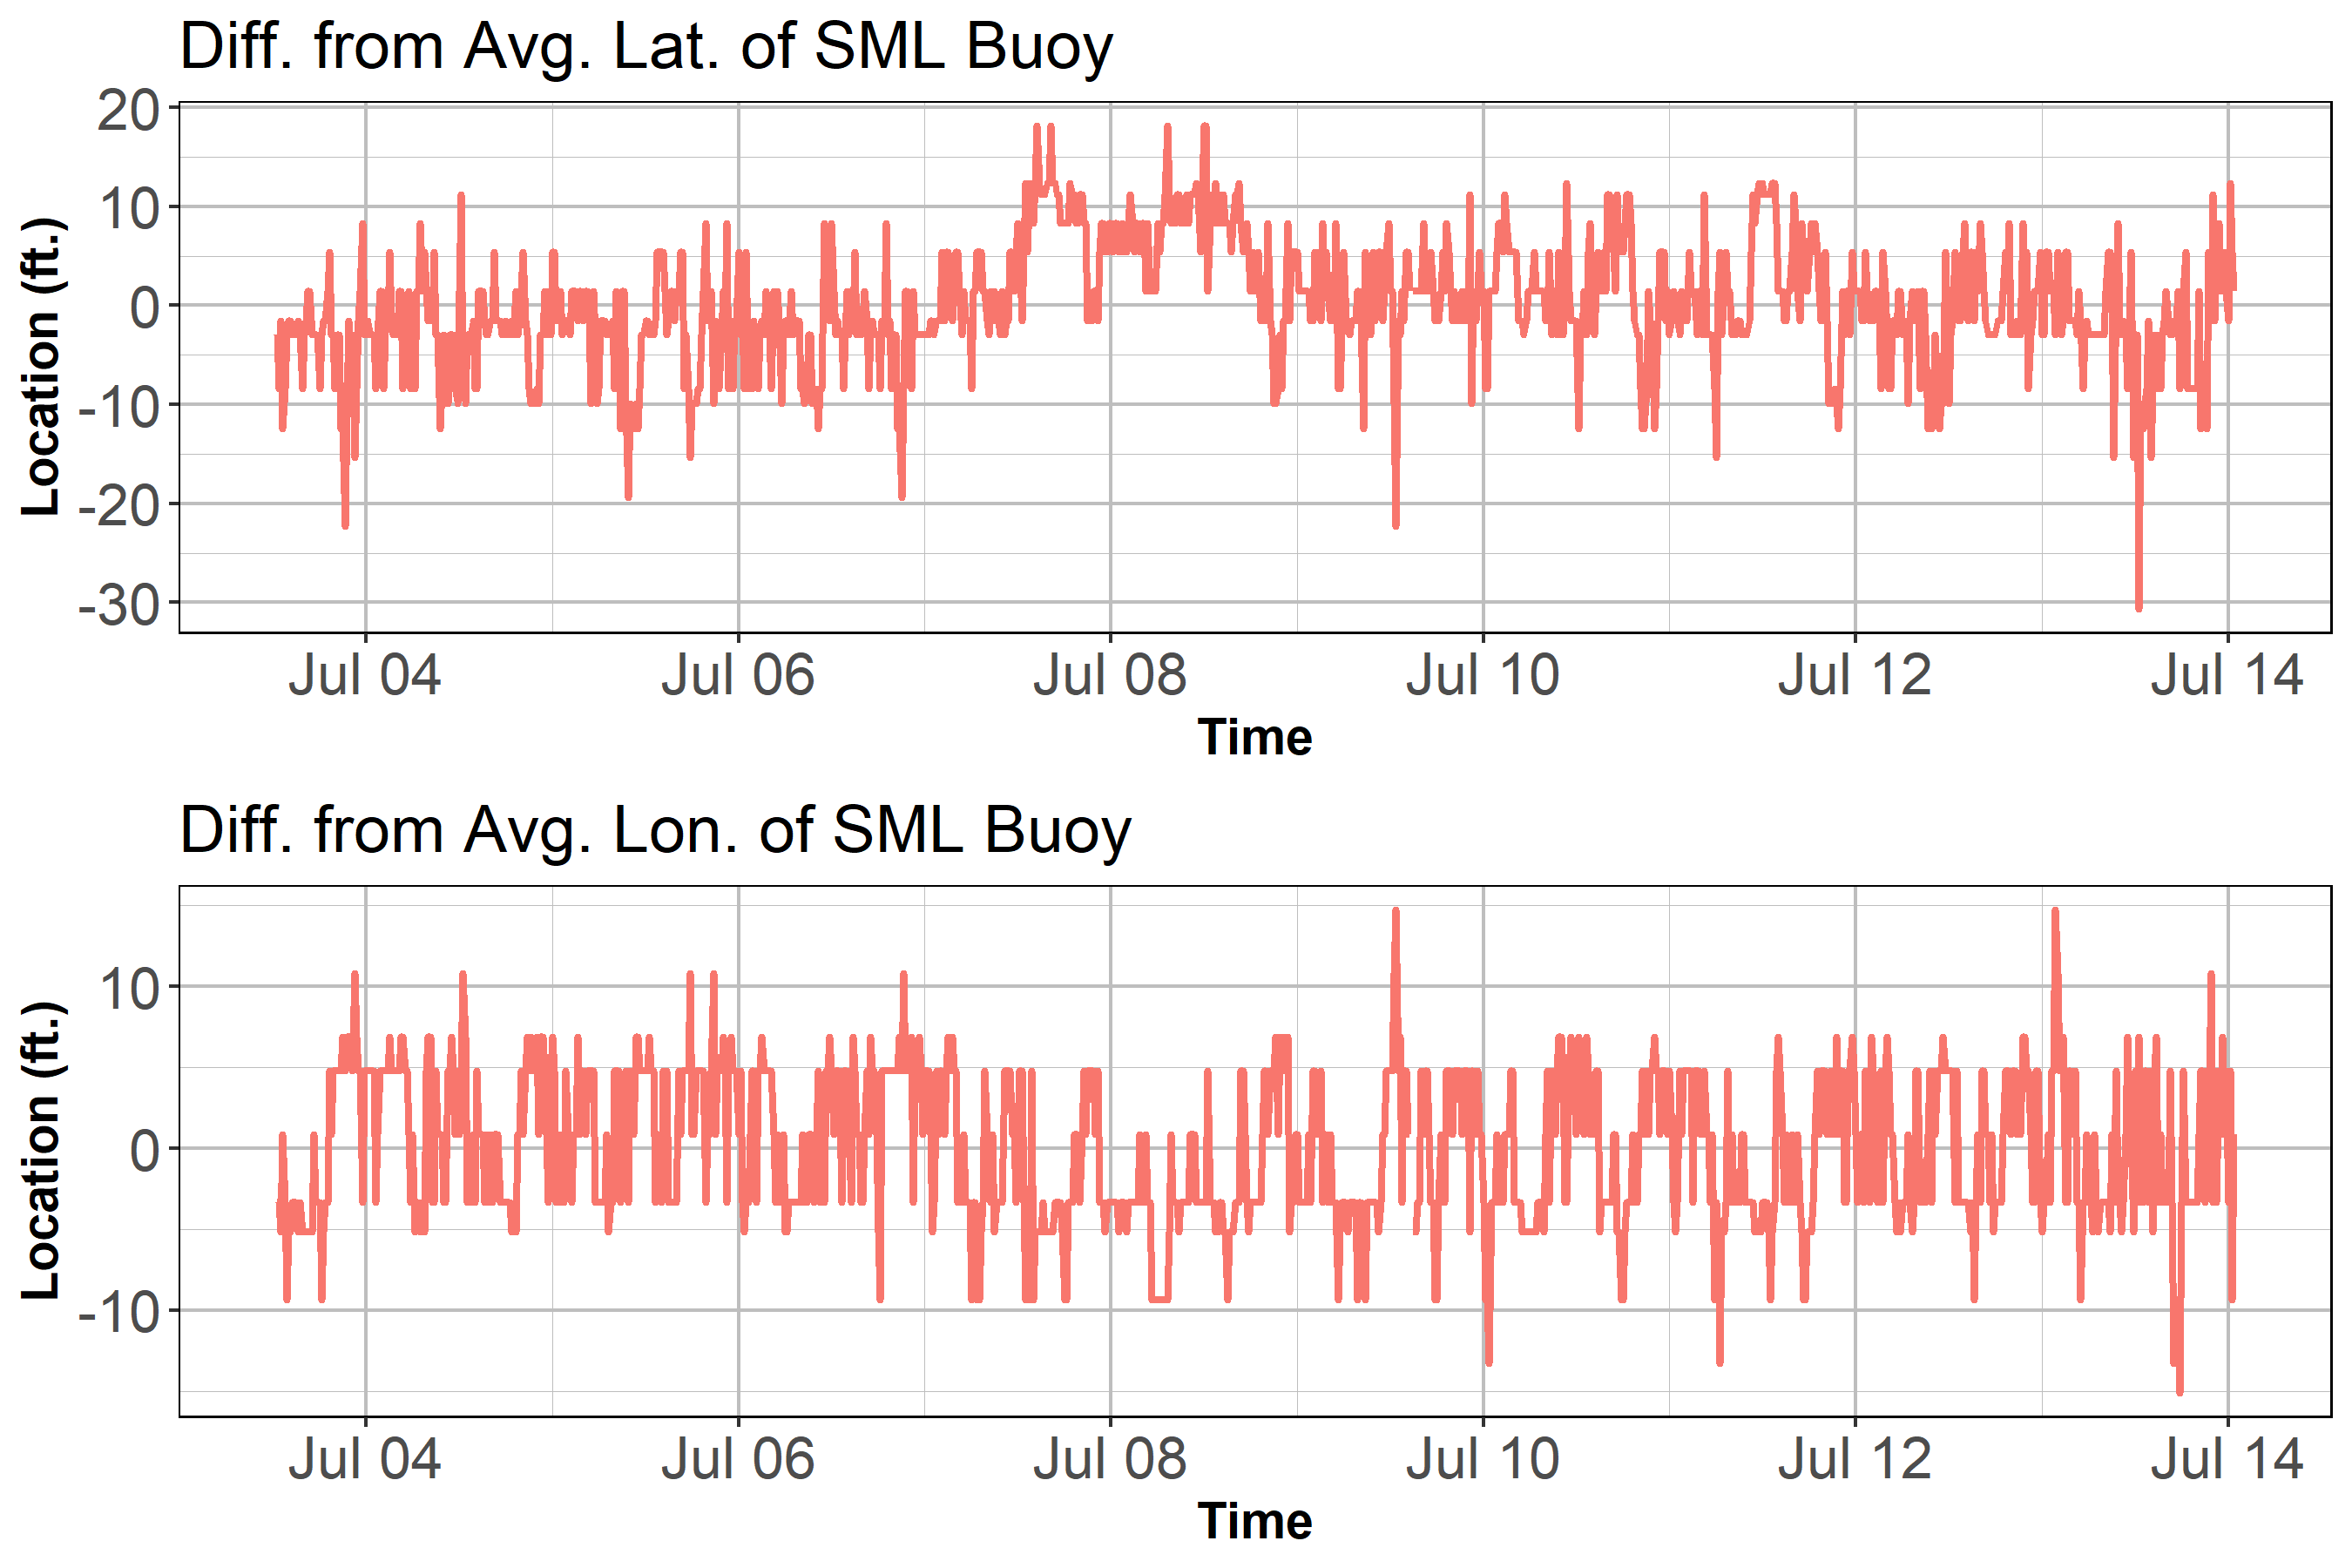 Diff. from Avg. Lat. of SML Buoy
20
10
0
-10
-20
-30
Location (ft.)
Jul 04 Jul 06 Jul 08 Jul 10 Jul 12 Jul 14
Time
Diff. from Avg. Lon. of SML Buoy
10
0
-10
Location (ft.)
Jul 04 Jul 06 Jul 08 Jul 10 Jul 12 Jul 14
Time